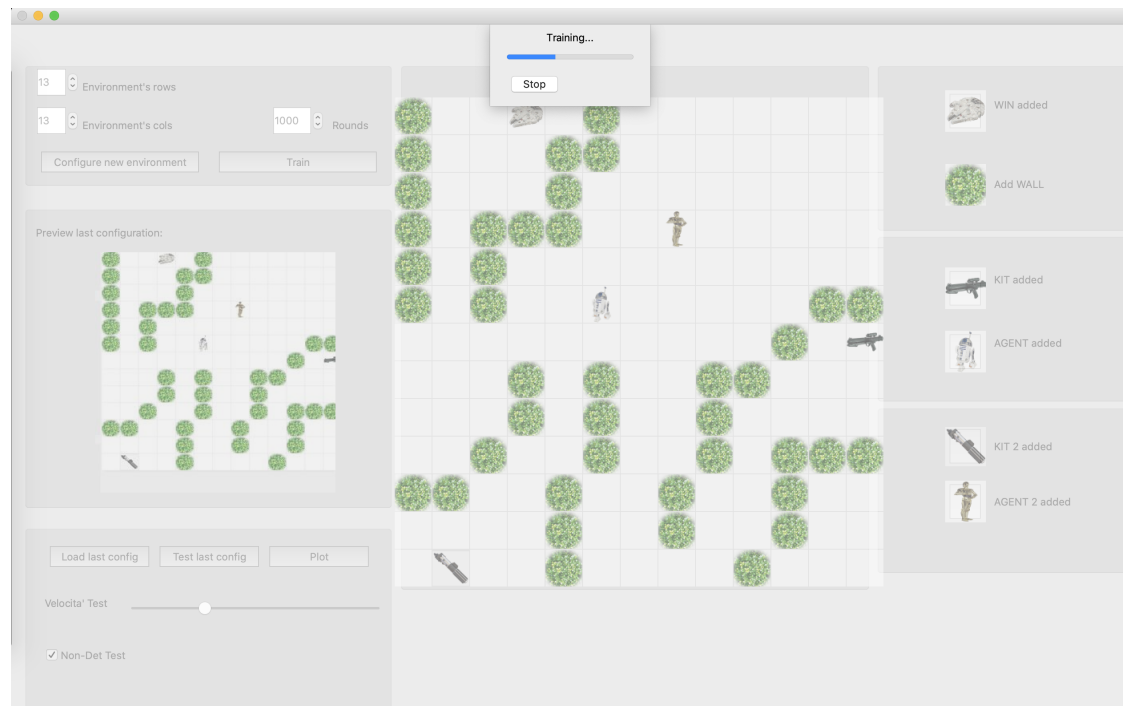 Training...
Stop
13 Environment's rows
13 Environment's cols
1000 Rounds
Configure new environment
Train
Preview last configuration:
Load last config
Test last config
Plot
Velocita' Test
Non-Det Test
WIN added
Add WALL
KIT added
AGENT added
KIT 2 added
AGENT 2 added